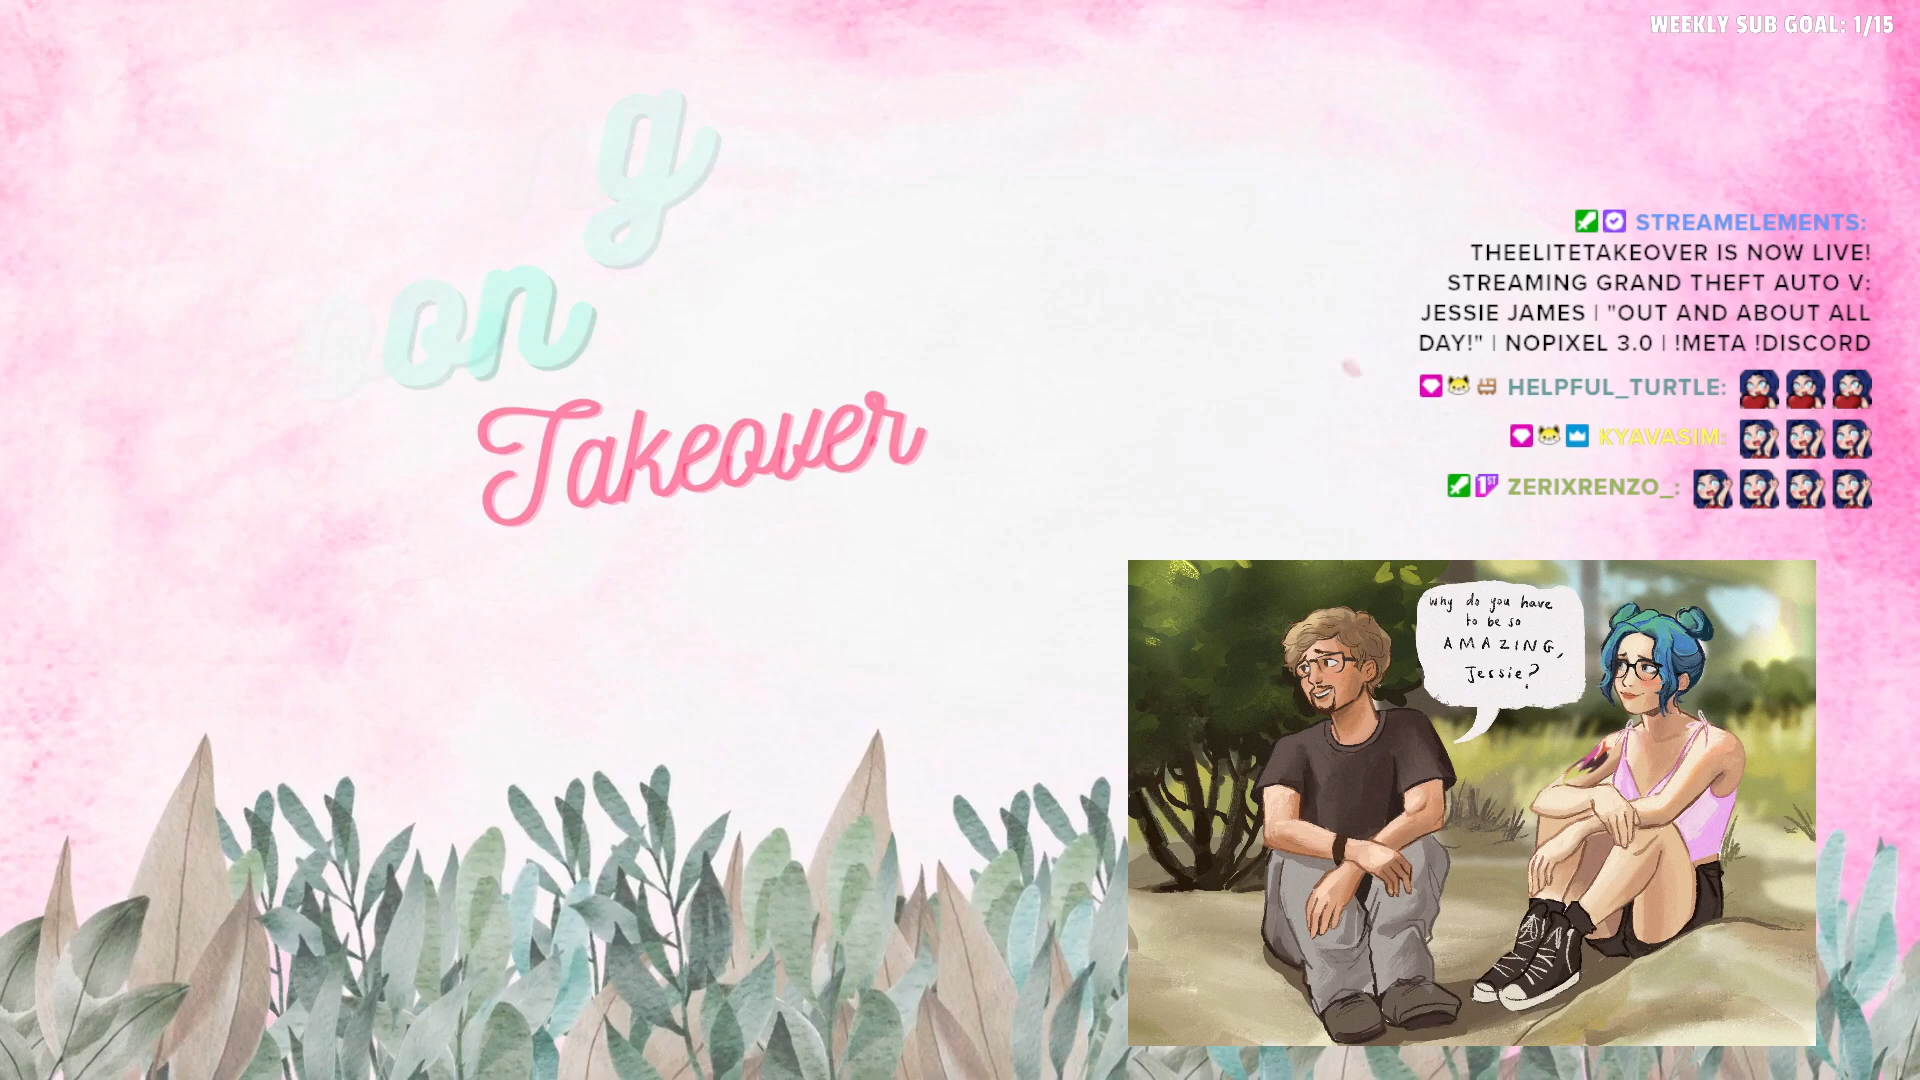 WEEKLY SUB GOAL: 1/15
g
on
Takeover
STREAMELEMENTS:
THEELITETAKEOVER IS NOW LIVE!
STREAMING GRAND THEFT AUTO V:
JESSIE JAMES | "OUT AND ABOUT ALL
DAY!" | NOPIXEL 3.0 | !META !DISCORD
HELPFUL_TURTLE:
KYAVASIM:
1ST ZERIXRENZO_:
why do you have
to be so
AMAZING,
Jessie?